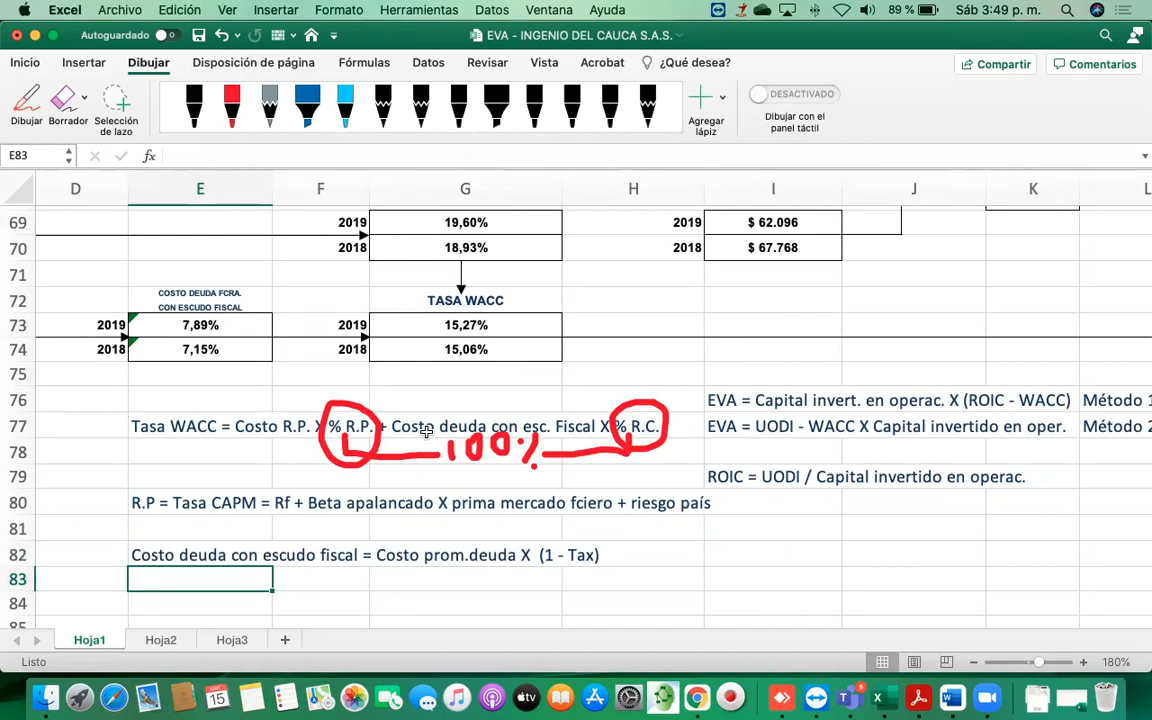 Excel Archivo Edición Ver Insertar Formato Herramientas Datos Ventana Ayuda 89 % Sáb 3:49 p. m.
Autoguardado EVA - INGENIO DEL CAUCA S.A.S.
Inicio Insertar Dibujar Disposición de página Fórmulas Datos Revisar Vista Acrobat ¿Qué desea? Compartir Comentarios
DESACTIVADO
Dibujar Borrador Selección de lazo Agregar lápiz Dibujar con el panel táctil
E83 fx
D E F G H I J K L
69 2019 19,60% 2019 $ 62.096
70 2018 18,93% 2018 $ 67.768
71
COSTO DEUDA FCRA.
72 CON ESCUDO FISCAL TASA WACC
73 2019 7,89% 2019 15,27%
74 2018 7,15% 2018 15,06%
75
76 EVA = Capital invert. en operac. X (ROIC - WACC) Método 1
77 Tasa WACC = Costo R.P. X % R.P. + Costo deuda con esc. Fiscal X % R.C. EVA = UODI - WACC X Capital invertido en oper. Método 2
78 100%
79 ROIC = UODI / Capital invertido en operac.
80 R.P = Tasa CAPM = Rf + Beta apalancado X prima mercado fciero + riesgo país
81
82 Costo deuda con escudo fiscal = Costo prom.deuda X (1 - Tax)
83
84
85
Hoja1 Hoja2 Hoja3
Listo 180%
MAY
15
tv